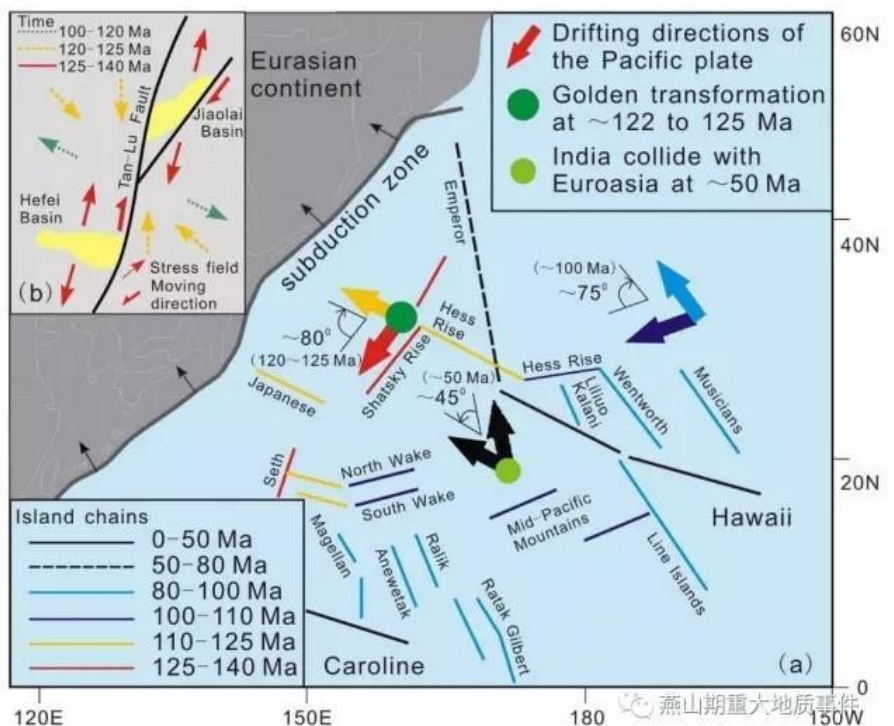 Time
100-120 Ma
120-125 Ma
125-140 Ma
Tan-Lu Fault
Jiaolai
Basin
Hefei
Basin
Stress field
Moving
direction
(b)
Eurasian
continent
subduction zone
Drifting directions of
the Pacific plate
Golden transformation
at ~122 to 125 Ma
India collide with
Euroasia at ~50 Ma
60N
40N
20N
0
Emperor
(~100 Ma)
~75°
~80°
(120~125 Ma)
Hess
Rise
Shatsky Rise
Japanese
(~50 Ma)
~45°
Hess Rise
Liliuo
Kalani
Wentworth
Musicians
Seth
North Wake
South Wake
Mid-Pacific
Mountains
Hawaii
Magellan
Anewetak
Ralik
Ratak Gilbert
Line Islands
Caroline
(a)
Island chains
0-50 Ma
50-80 Ma
80-100 Ma
100-110 Ma
110-125 Ma
125-140 Ma
120E
150E
180
50W
燕山期重大地质事件